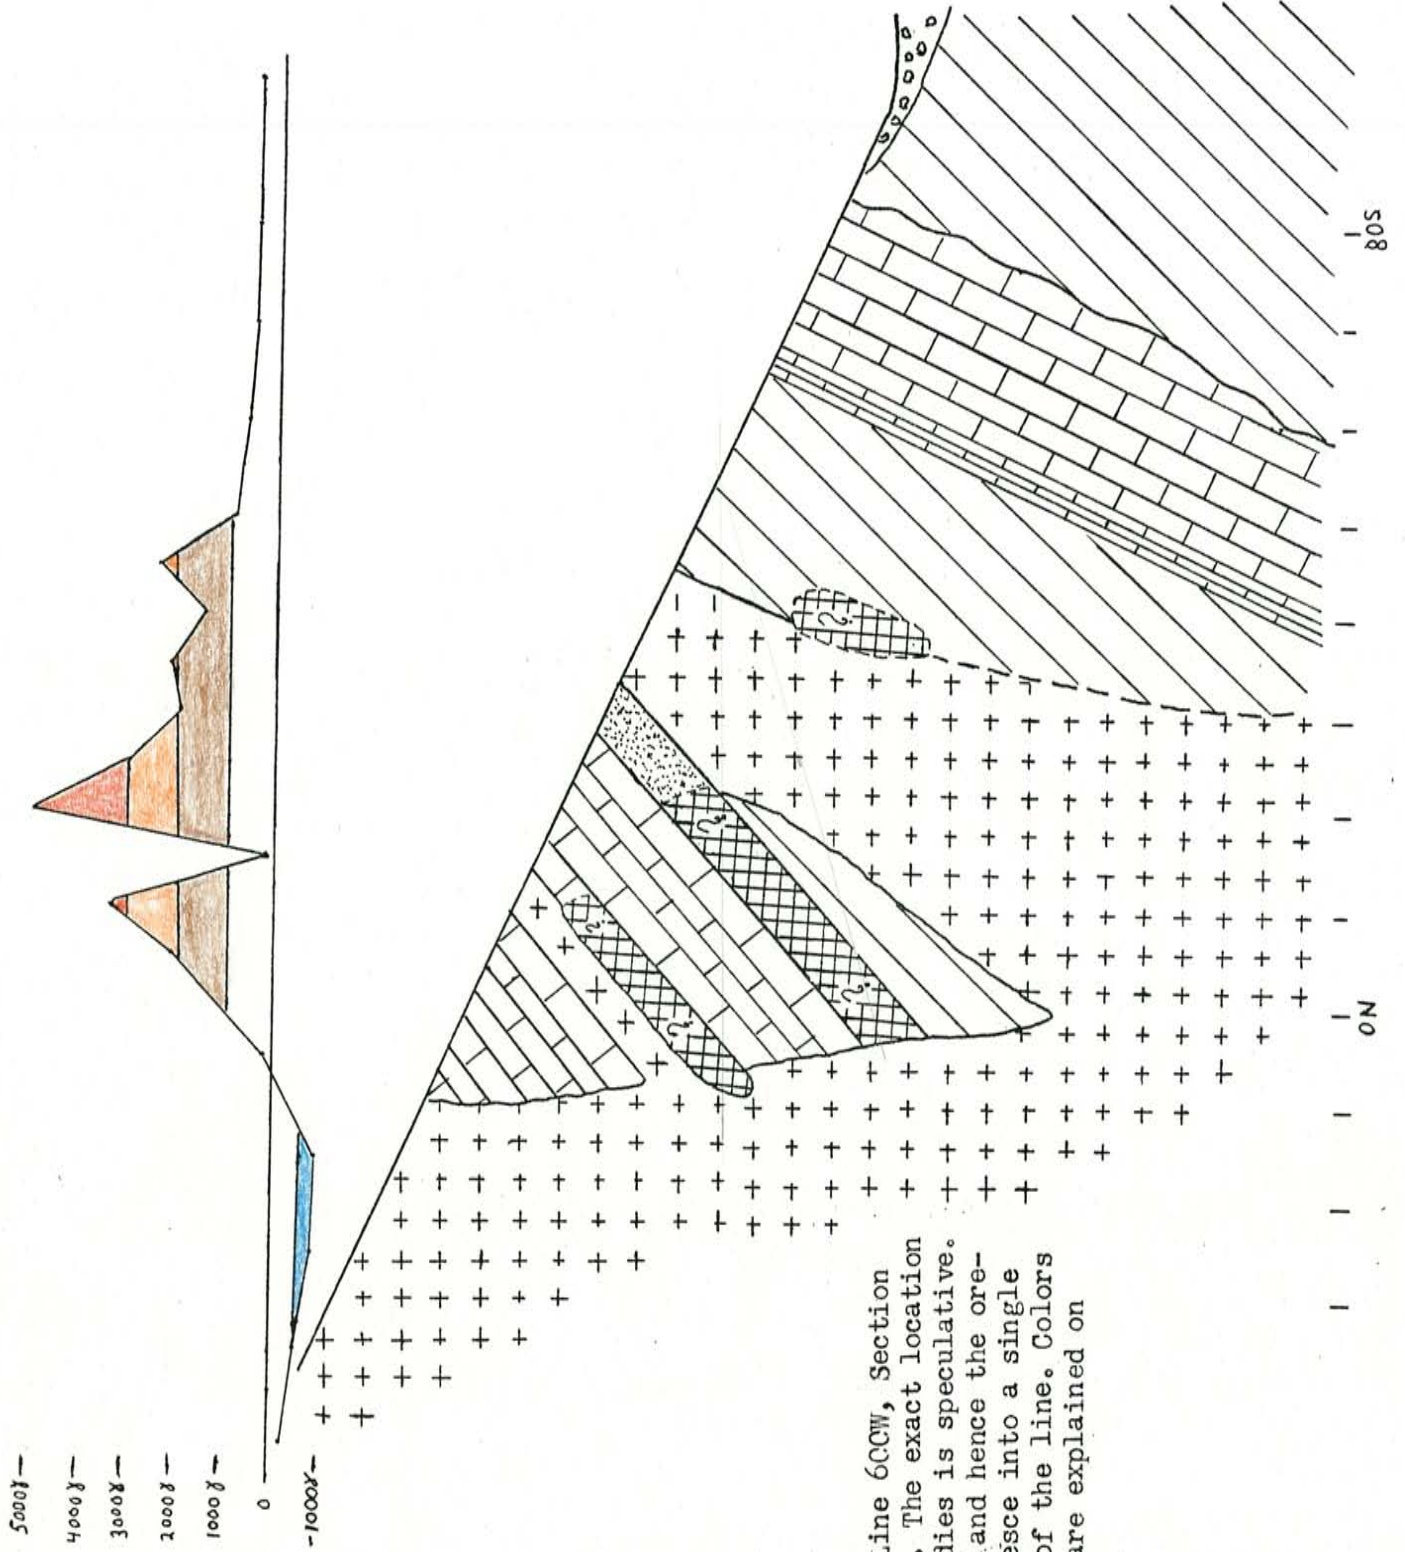 5000γ
4000γ
3000γ
2000γ
1000γ
0
-1000γ
?
?
?
?
?
0N
80S
ine 600W, Section
. The exact location
dies is speculative.
and hence the ore-
esce into a single
of the line. Colors
are explained on